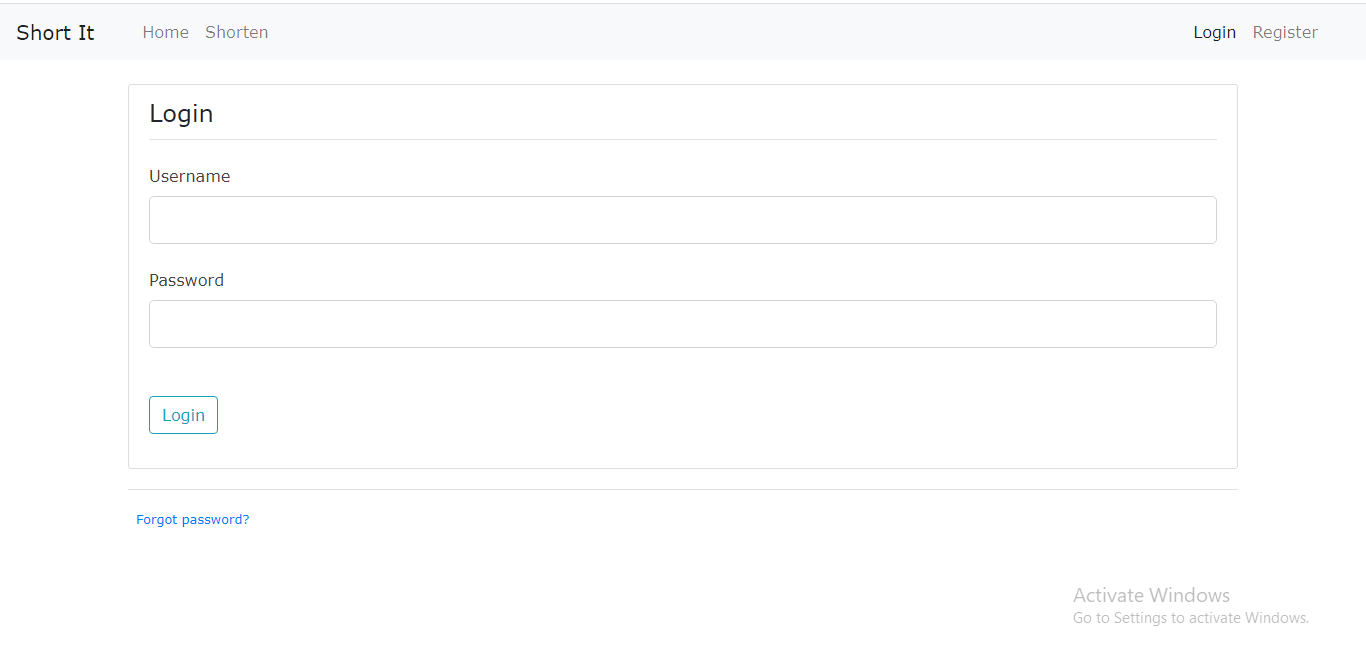 Short It Home Shorten Login Register
Login
Username
Password
Login
Forgot password?
Activate Windows
Go to Settings to activate Windows.